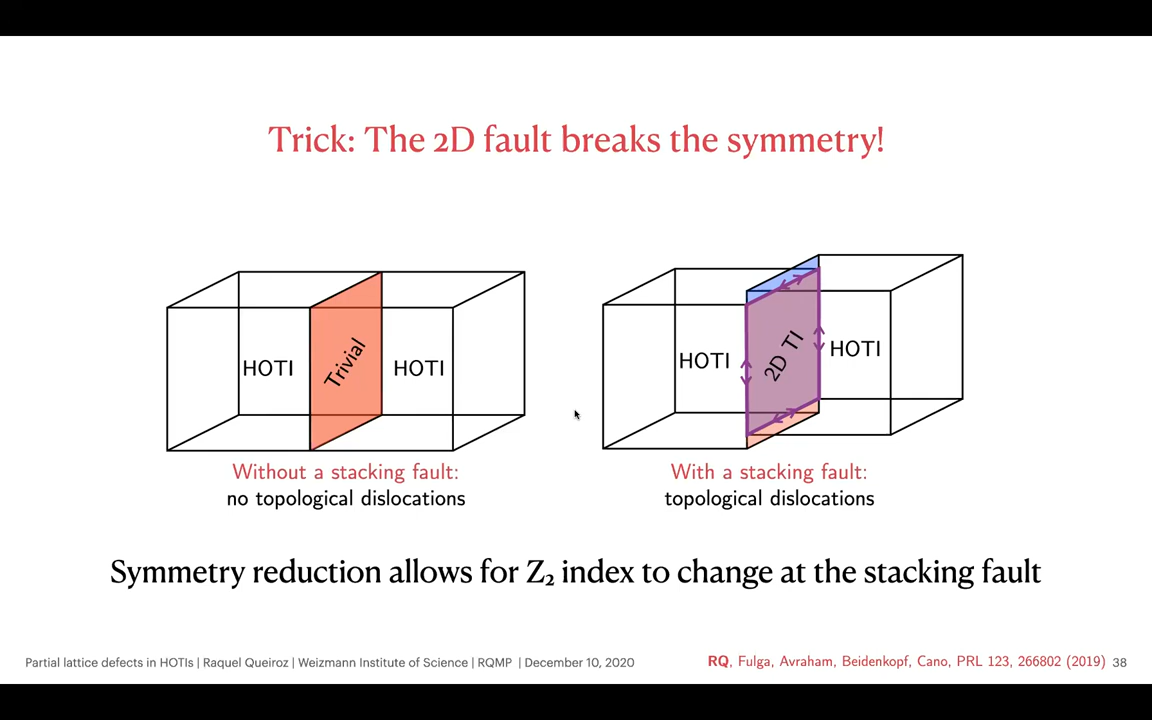 Trick: The 2D fault breaks the symmetry!
HOTI
Trivial
HOTI
HOTI
2D TI
HOTI
Without a stacking fault:
no topological dislocations
With a stacking fault:
topological dislocations
Symmetry reduction allows for Z₂ index to change at the stacking fault
Partial lattice defects in HOTIs | Raquel Queiroz | Weizmann Institute of Science | RQMP | December 10, 2020
RQ, Fulga, Avraham, Beidenkopf, Cano, PRL 123, 266802 (2019) 38